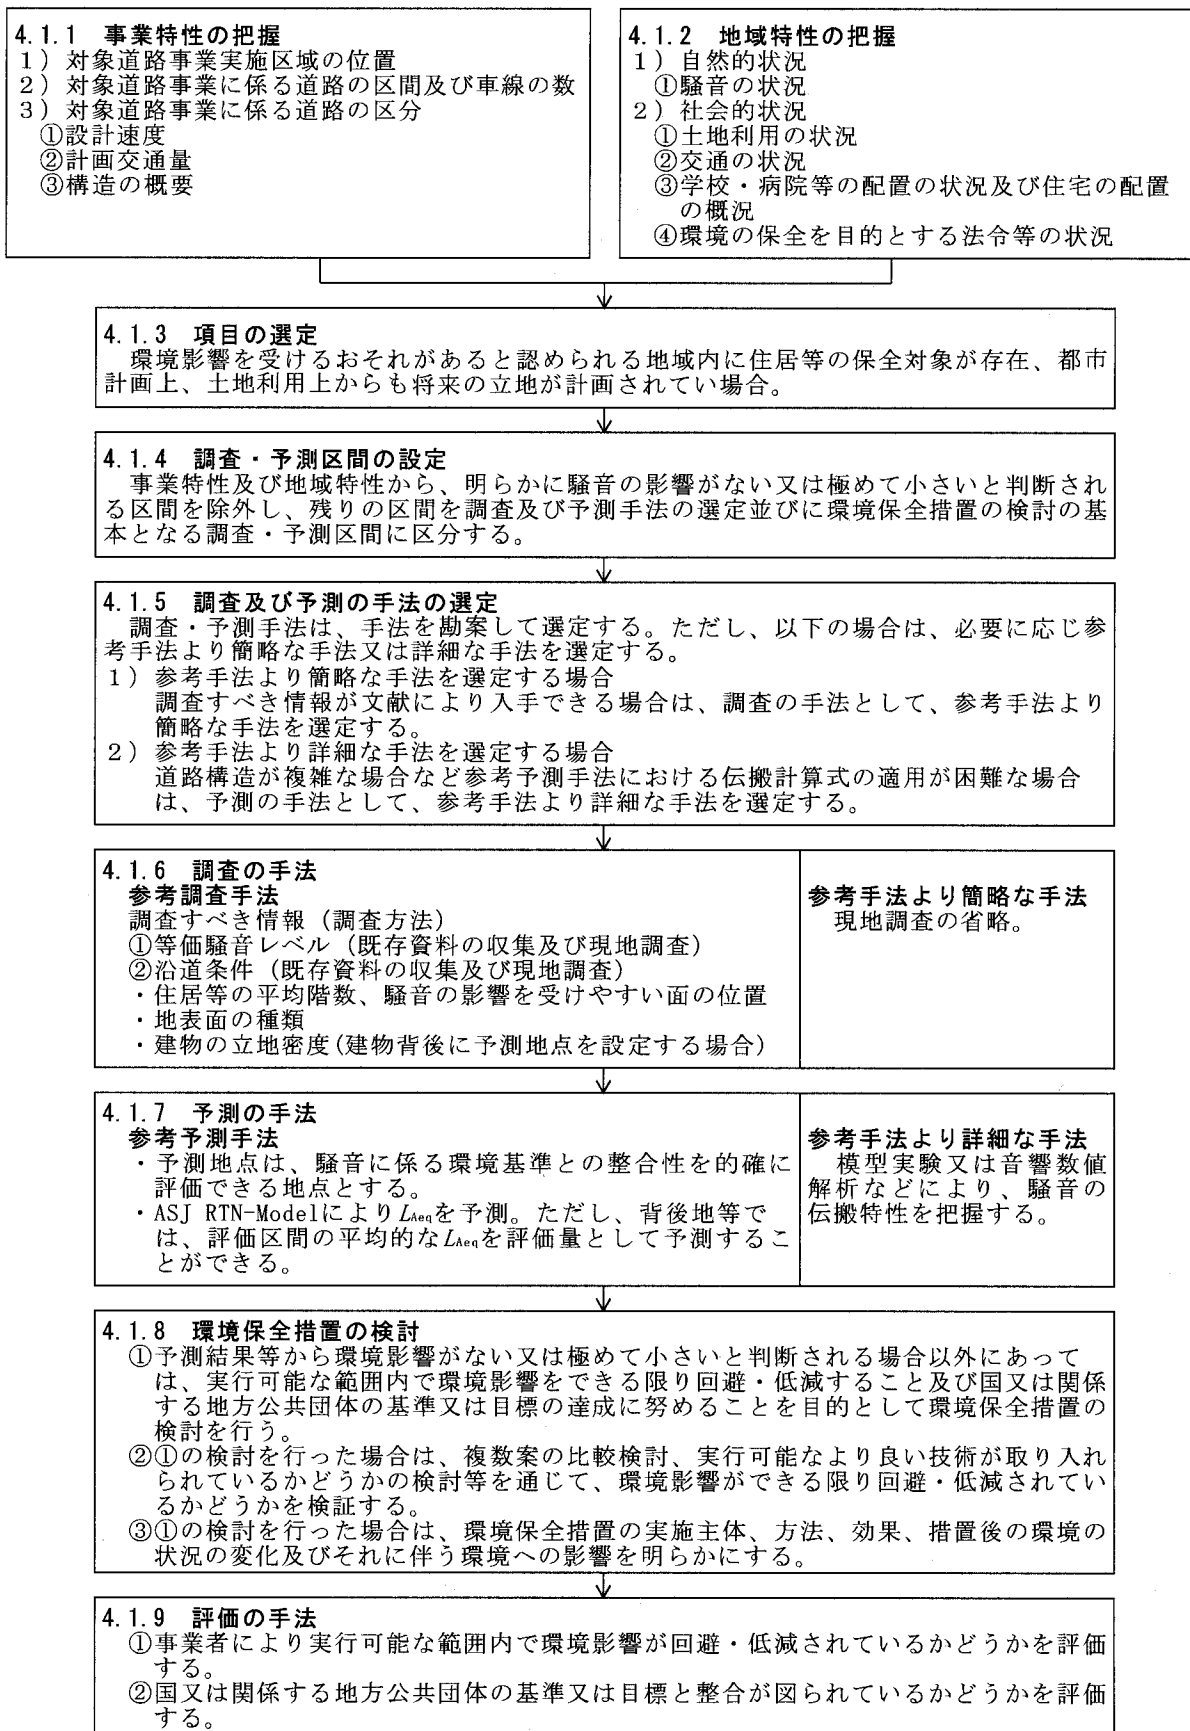 4.1.1 事業特性の把握
1)対象道路事業実施区域の位置
2)対象道路事業に係る道路の区間及び車線の数
3)対象道路事業に係る道路の区分
①設計速度
②計画交通量
③構造の概要
4.1.2 地域特性の把握
1)自然的状況
①騒音の状況
2)社会的状況
①土地利用の状況
②交通の状況
③学校・病院等の配置の状況及び住宅の配置
の概況
④環境の保全を目的とする法令等の状況
4.1.3 項目の選定
環境影響を受けるおそれがあると認められる地域内に住居等の保全対象が存在、都市
計画上、土地利用上からも将来の立地が計画されてい場合。
4.1.4 調査・予測区間の設定
事業特性及び地域特性から、明らかに騒音の影響がない又は極めて小さいと判断され
る区間を除外し、残りの区間を調査及び予測手法の選定並びに環境保全措置の検討の基
本となる調査・予測区間に区分する。
4.1.5 調査及び予測の手法の選定
調査・予測手法は、手法を勘案して選定する。ただし、以下の場合は、必要に応じ参
考手法より簡略な手法又は詳細な手法を選定する。
1)参考手法より簡略な手法を選定する場合
調査すべき情報が文献により入手できる場合は、調査の手法として、参考手法より
簡略な手法を選定する。
2)参考手法より詳細な手法を選定する場合
道路構造が複雑な場合など参考予測手法における伝搬計算式の適用が困難な場合
は、予測の手法として、参考手法より詳細な手法を選定する。
4.1.6 調査の手法
参考調査手法
調査すべき情報(調査方法)
①等価騒音レベル(既存資料の収集及び現地調査)
②沿道条件(既存資料の収集及び現地調査)
・住居等の平均階数、騒音の影響を受けやすい面の位置
・地表面の種類
・建物の立地密度(建物背後に予測地点を設定する場合)
参考手法より簡略な手法
現地調査の省略。
4.1.7 予測の手法
参考予測手法
・予測地点は、騒音に係る環境基準との整合性を的確に
評価できる地点とする。
・ASJ RTN-ModelによりLAeqを予測。ただし、背後地等で
は、評価区間の平均的なLAeqを評価量として予測するこ
とができる。
参考手法より詳細な手法
模型実験又は音響数値
解析などにより、騒音の
伝搬特性を把握する。
4.1.8 環境保全措置の検討
①予測結果等から環境影響がない又は極めて小さいと判断される場合以外にあって
は、実行可能な範囲内で環境影響をできる限り回避・低減すること及び国又は関係
する地方公共団体の基準又は目標の達成に努めることを目的として環境保全措置の
検討を行う。
②①の検討を行った場合は、複数案の比較検討、実行可能なより良い技術が取り入れ
られているかどうかの検討等を通じて、環境影響ができる限り回避・低減されてい
るかどうかを検証する。
③①の検討を行った場合は、環境保全措置の実施主体、方法、効果、措置後の環境の
状況の変化及びそれに伴う環境への影響を明らかにする。
4.1.9 評価の手法
①事業者により実行可能な範囲内で環境影響が回避・低減されているかどうかを評価
する。
②国又は関係する地方公共団体の基準又は目標と整合が図られているかどうかを評価
する。